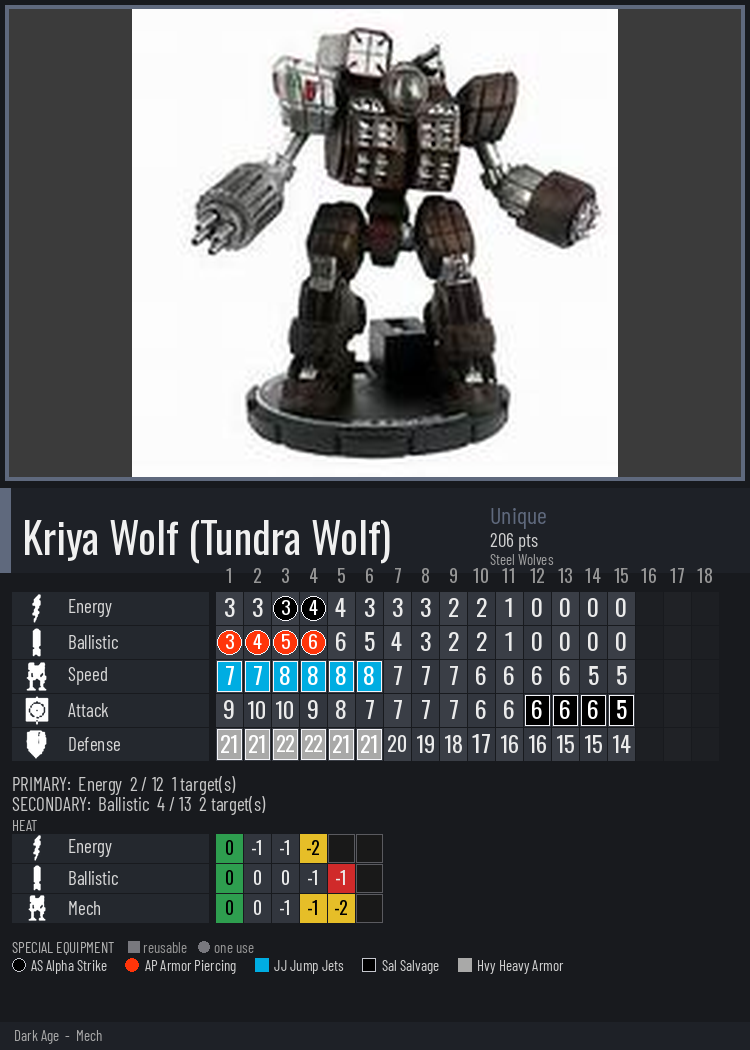 Kriya Wolf (Tundra Wolf)
Unique
206 pts
Steel Wolves
1 2 3 4 5 6 7 8 9 10 11 12 13 14 15 16 17 18
Energy 3 3 3 4 4 3 3 3 2 2 1 0 0 0 0
Ballistic 3 4 5 6 6 5 4 3 2 2 1 0 0 0 0
Speed 7 7 8 8 8 8 7 7 7 6 6 6 6 5 5
Attack 9 10 10 9 8 7 7 7 7 6 6 6 6 6 5
Defense 21 21 22 22 21 21 20 19 18 17 16 16 15 15 14
PRIMARY: Energy 2 / 12 1 target(s)
SECONDARY: Ballistic 4 / 13 2 target(s)
HEAT
Energy 0 -1 -1 -2
Ballistic 0 0 0 -1 -1
Mech 0 0 -1 -1 -2
SPECIAL EQUIPMENT reusable one use
AS Alpha Strike AP Armor Piercing JJ Jump Jets Sal Salvage Hvy Heavy Armor
Dark Age - Mech